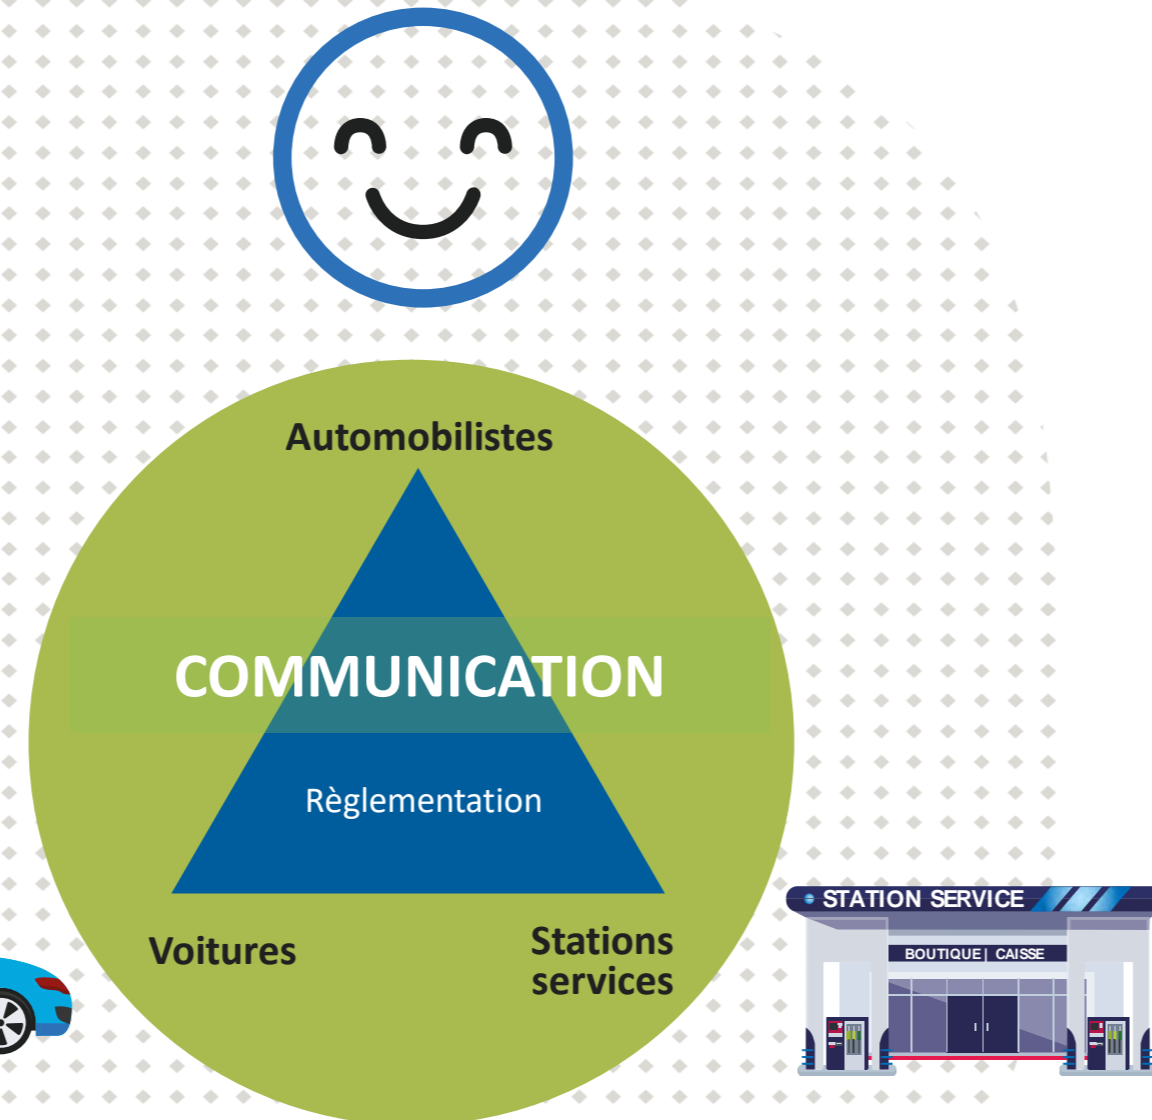 Automobilistes
COMMUNICATION
Règlementation
Voitures
Stations
services
STATION SERVICE
BOUTIQUE | CAISSE